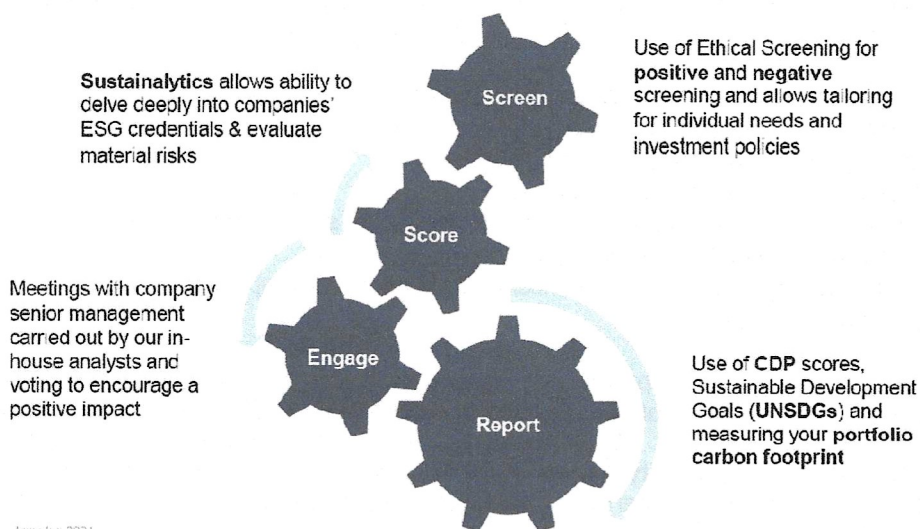 Sustainalytics allows ability to
delve deeply into companies'
ESG credentials & evaluate
material risks
Screen
Use of Ethical Screening for
positive and negative
screening and allows tailoring
for individual needs and
investment policies
Score
Meetings with company
senior management
carried out by our in-
house analysts and
voting to encourage a
positive impact
Engage
Report
Use of CDP scores,
Sustainable Development
Goals (UNSDGs) and
measuring your portfolio
carbon footprint